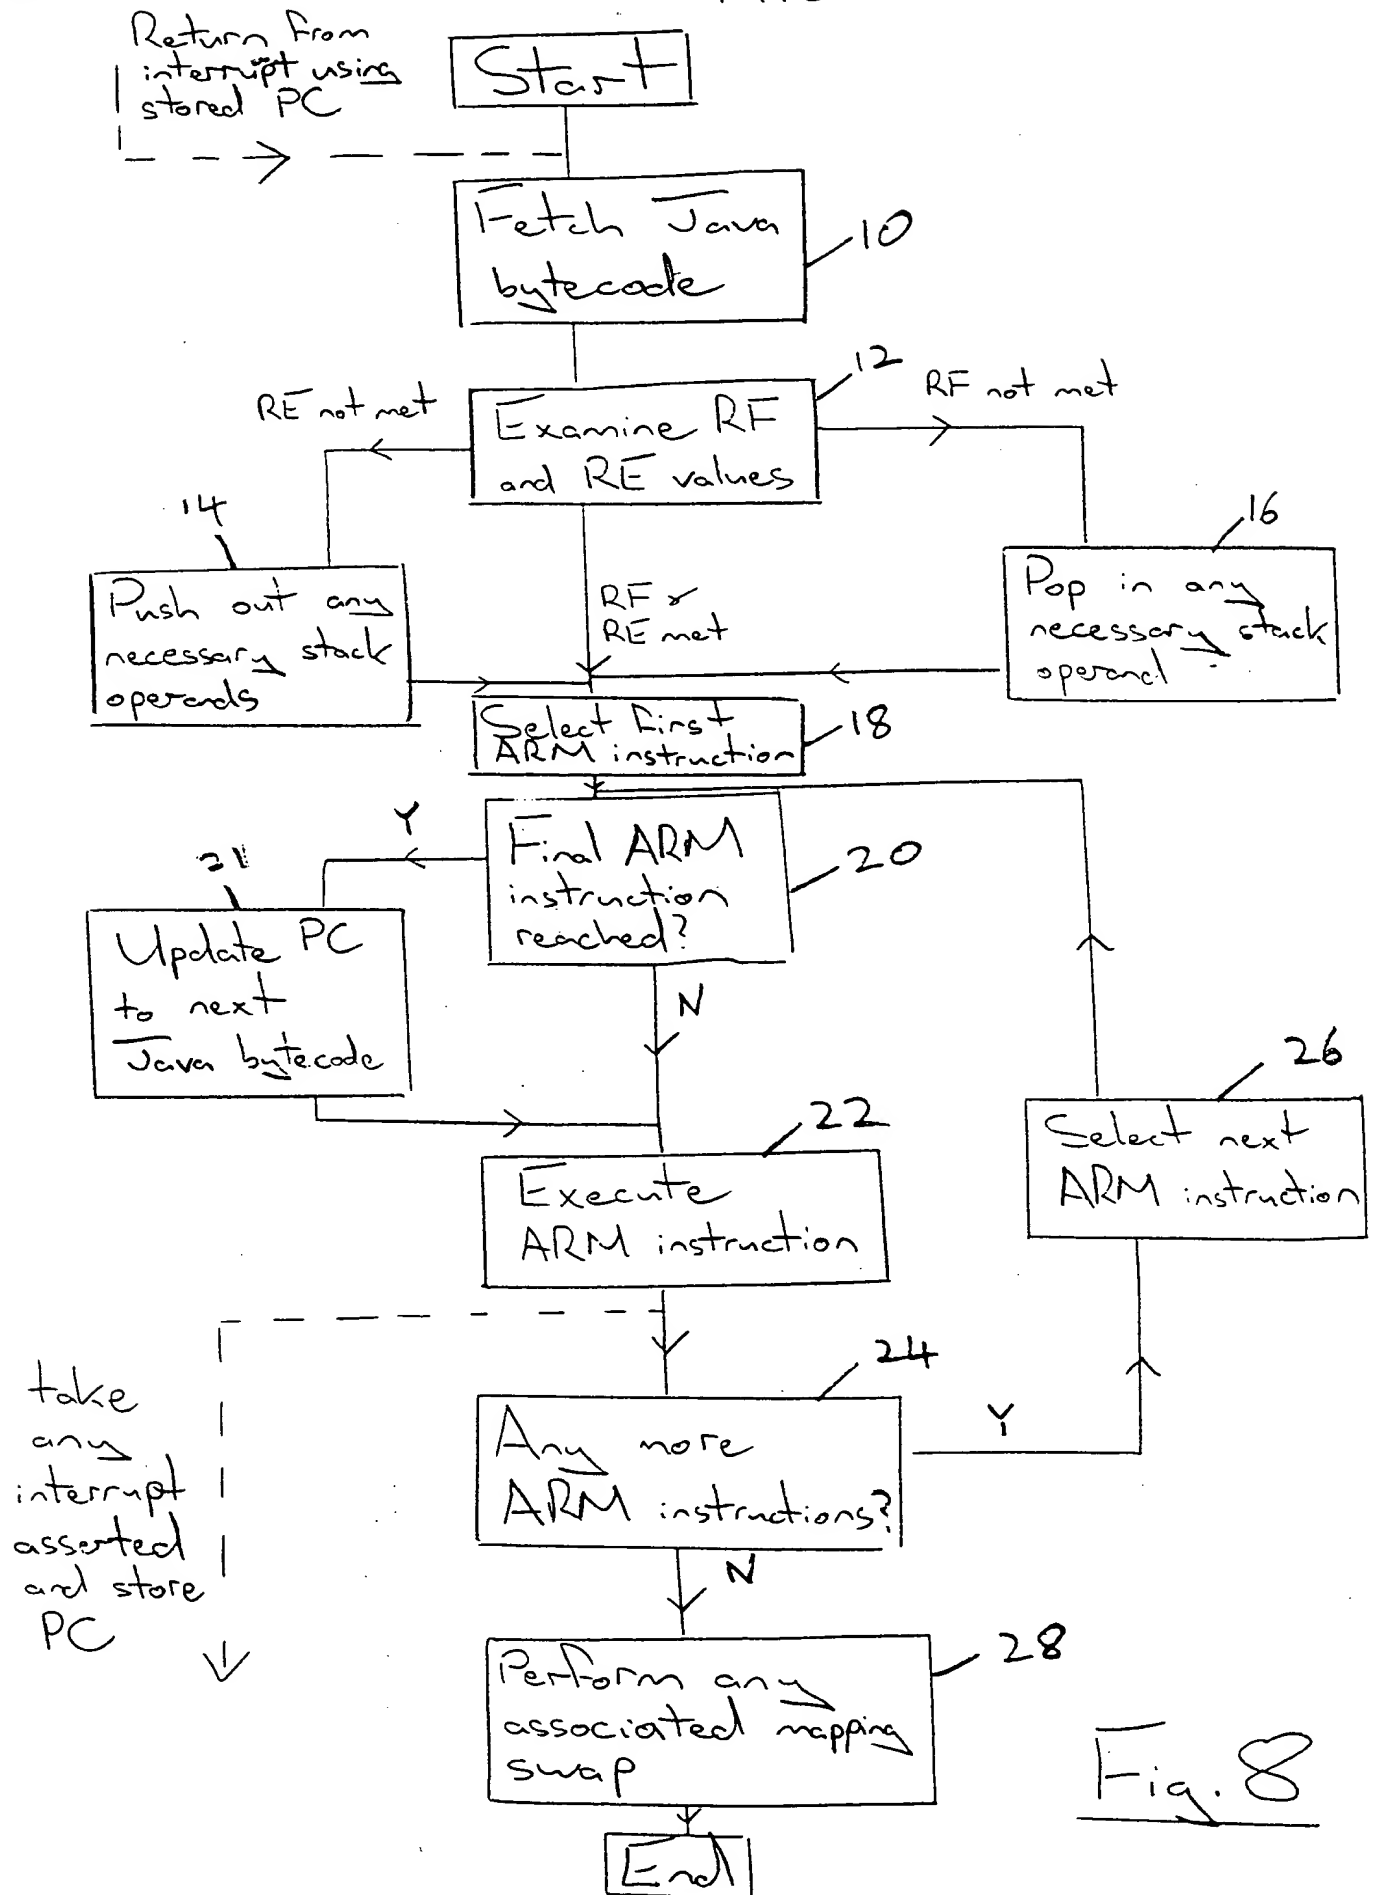 Return from
interrupt using
stored PC
Start
Fetch Java
bytecode
10
12
RE not met
RF not met
Examine RF
and RE values
14
16
Push out any
necessary stack
operands
RF &
RE met
Pop in any
necessary stack
operand
Select first
ARM instruction
18
Y
Final ARM
instruction
reached?
20
21
Update PC
to next
Java bytecode
N
26
Select next
ARM instruction
22
Execute
ARM instruction
24
take
any
interrupt
asserted
and store
PC
Any more
ARM instructions?
Y
N
28
Perform any
associated mapping
swap
Fig. 8
End